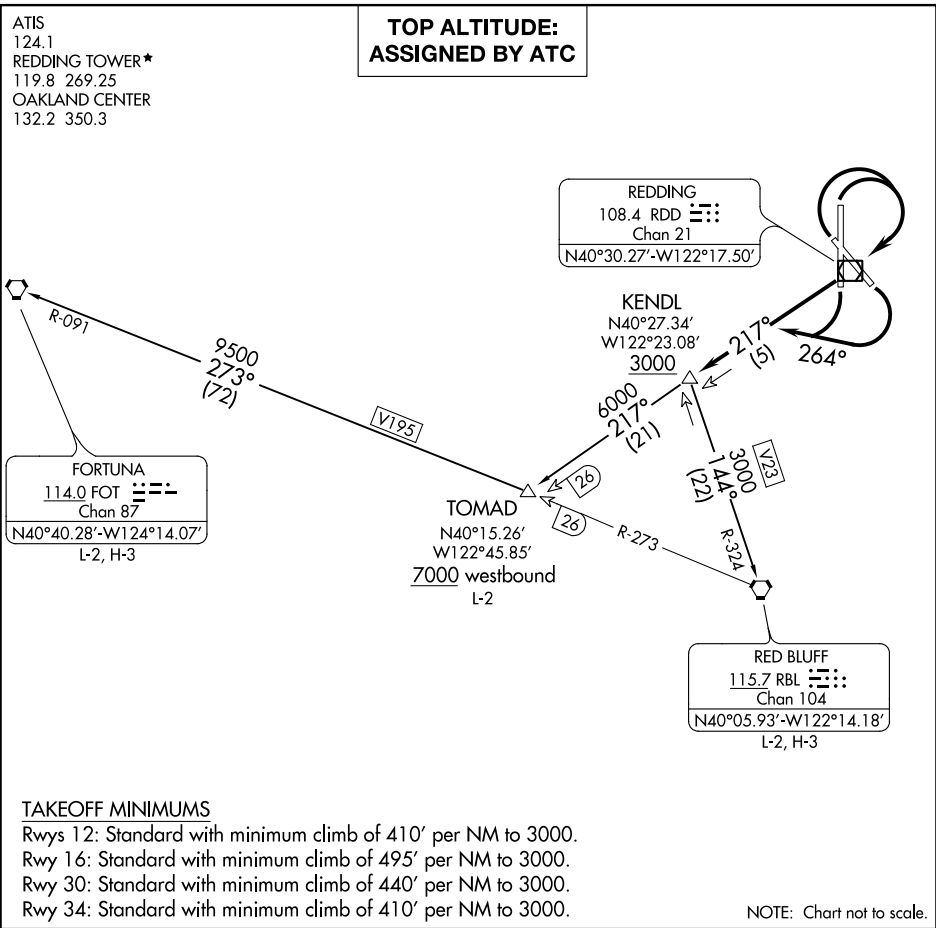 ATIS
124.1
REDDING TOWER★
119.8 269.25
OAKLAND CENTER
132.2 350.3
TOP ALTITUDE:
ASSIGNED BY ATC
REDDING
108.4 RDD
Chan 21
N40°30.27′-W122°17.50′
KENDL
N40°27.34′
W122°23.08′
3000
217°
(5)
264°
R-091
9500
273°
(72)
V195
6000
217°
(21)
3000
144°
(22)
V23
FORTUNA
114.0 FOT
Chan 87
N40°40.28′-W124°14.07′
L-2, H-3
TOMAD
N40°15.26′
W122°45.85′
7000 westbound
L-2
26
26
R-273
R-324
RED BLUFF
115.7 RBL
Chan 104
N40°05.93′-W122°14.18′
L-2, H-3
TAKEOFF MINIMUMS
Rwys 12: Standard with minimum climb of 410′ per NM to 3000.
Rwy 16: Standard with minimum climb of 495′ per NM to 3000.
Rwy 30: Standard with minimum climb of 440′ per NM to 3000.
Rwy 34: Standard with minimum climb of 410′ per NM to 3000.
NOTE: Chart not to scale.